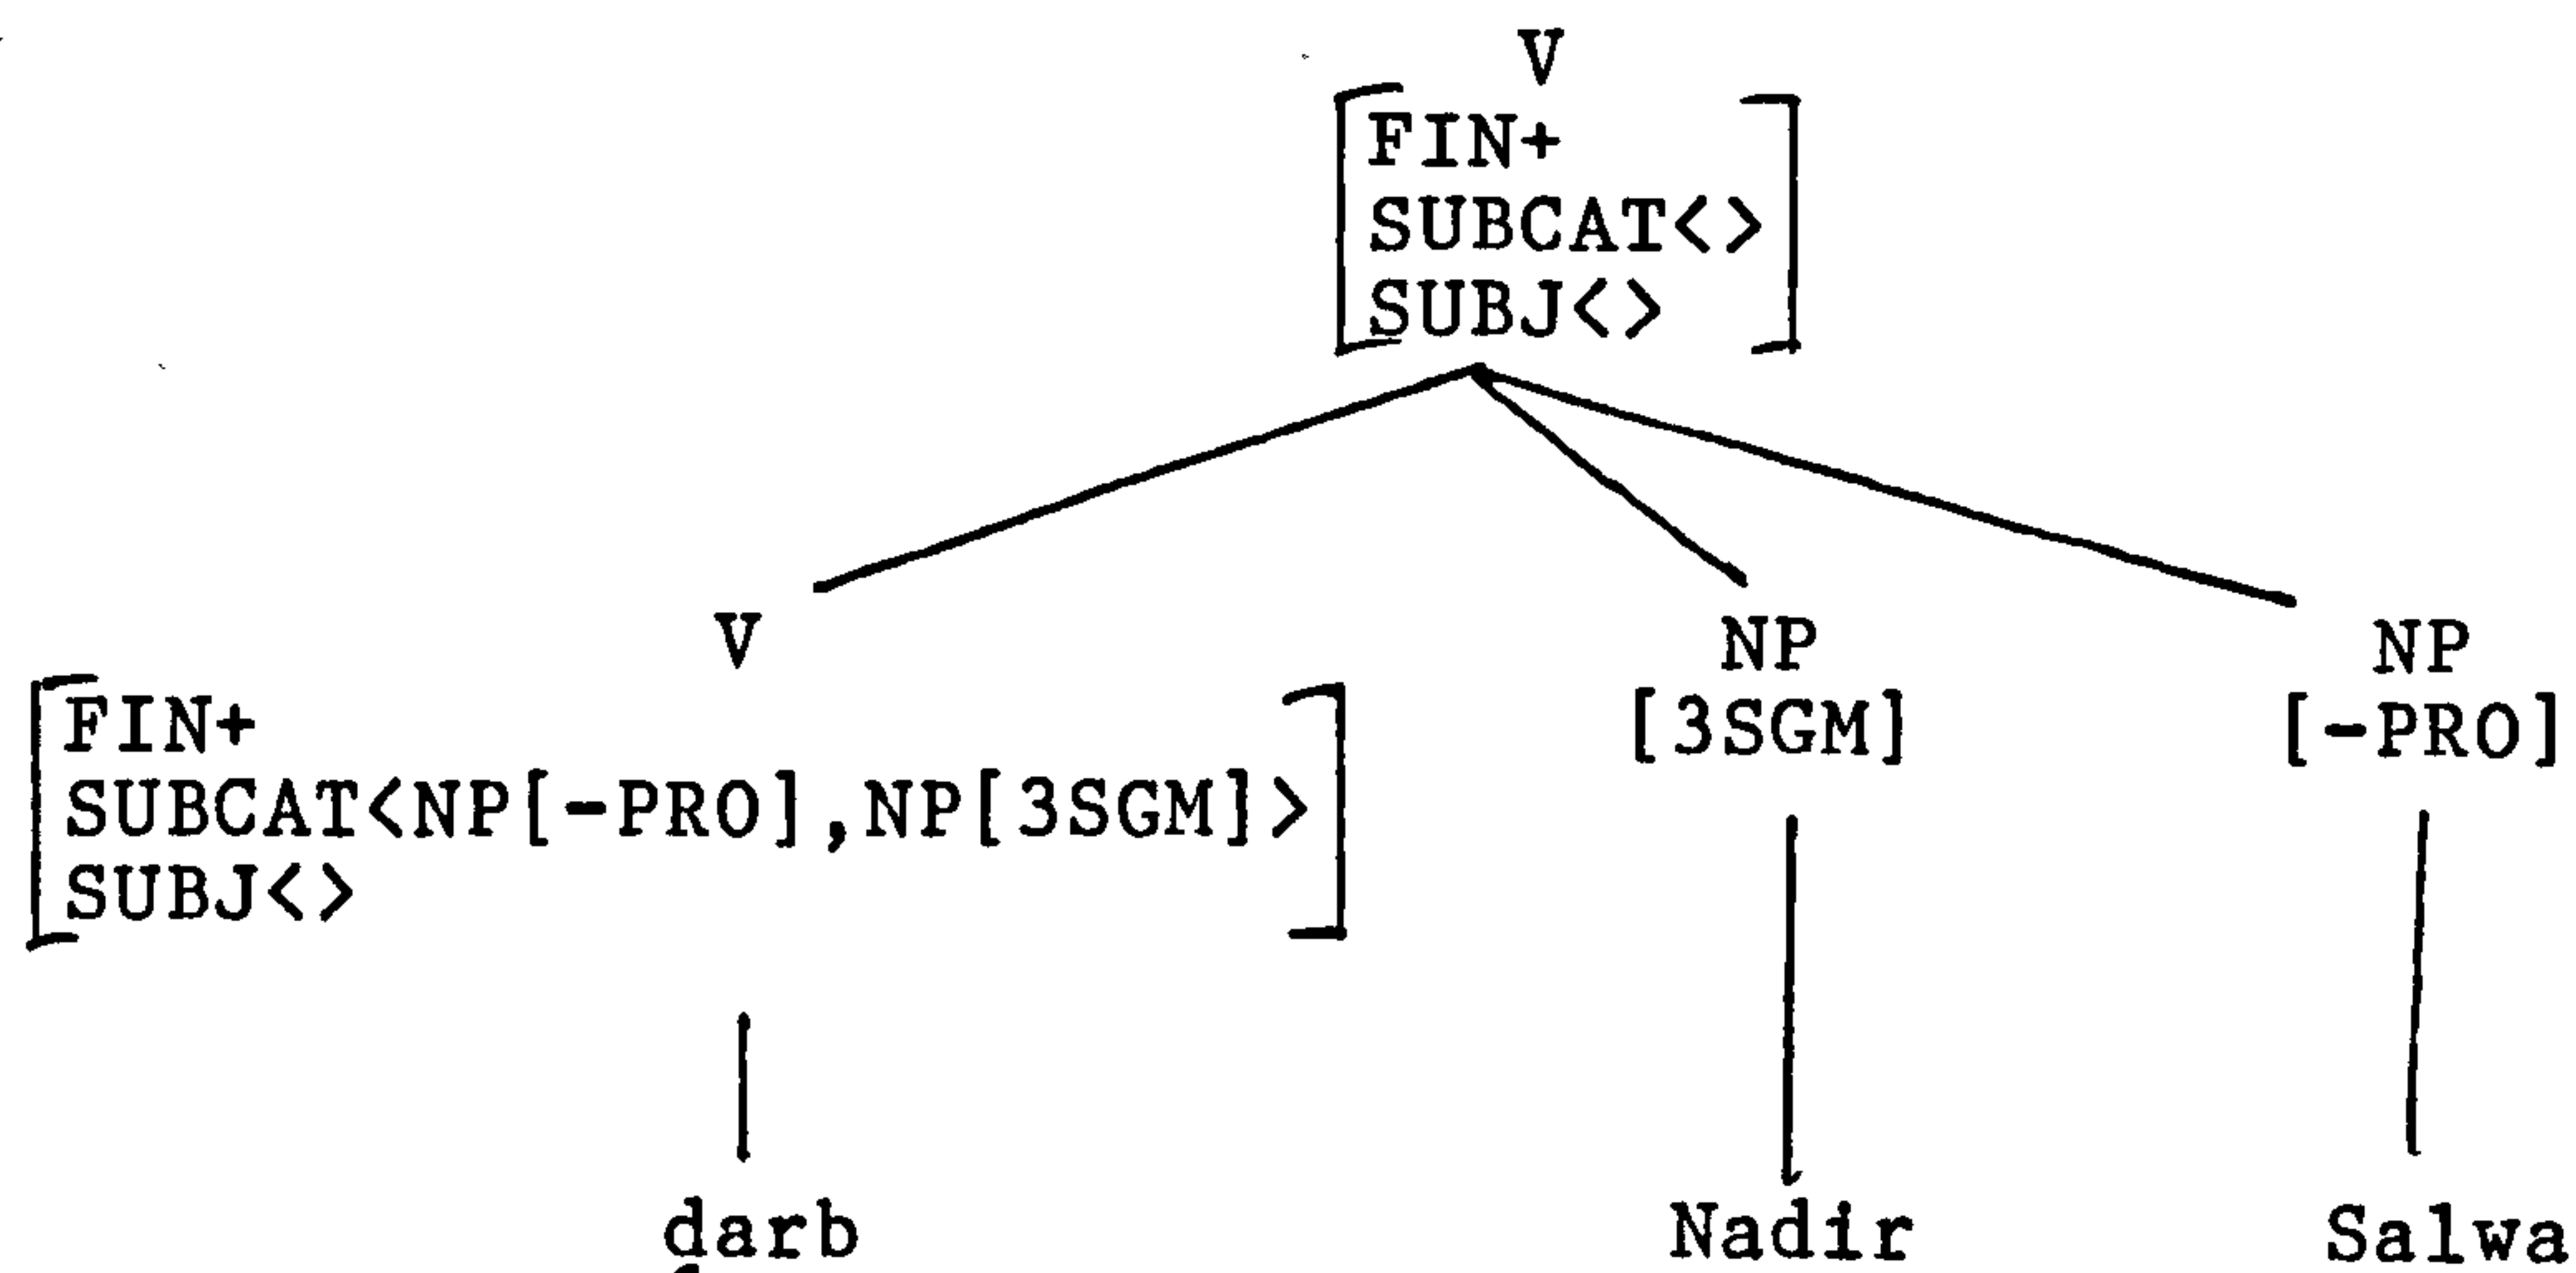 V
FIN+
SUBCAT<>
SUBJ<>
V NP NP
FIN+ [3SGM] [-PRO]
SUBCAT<NP[-PRO],NP[3SGM]>
SUBJ<>
ḍarb Nadir Salwa